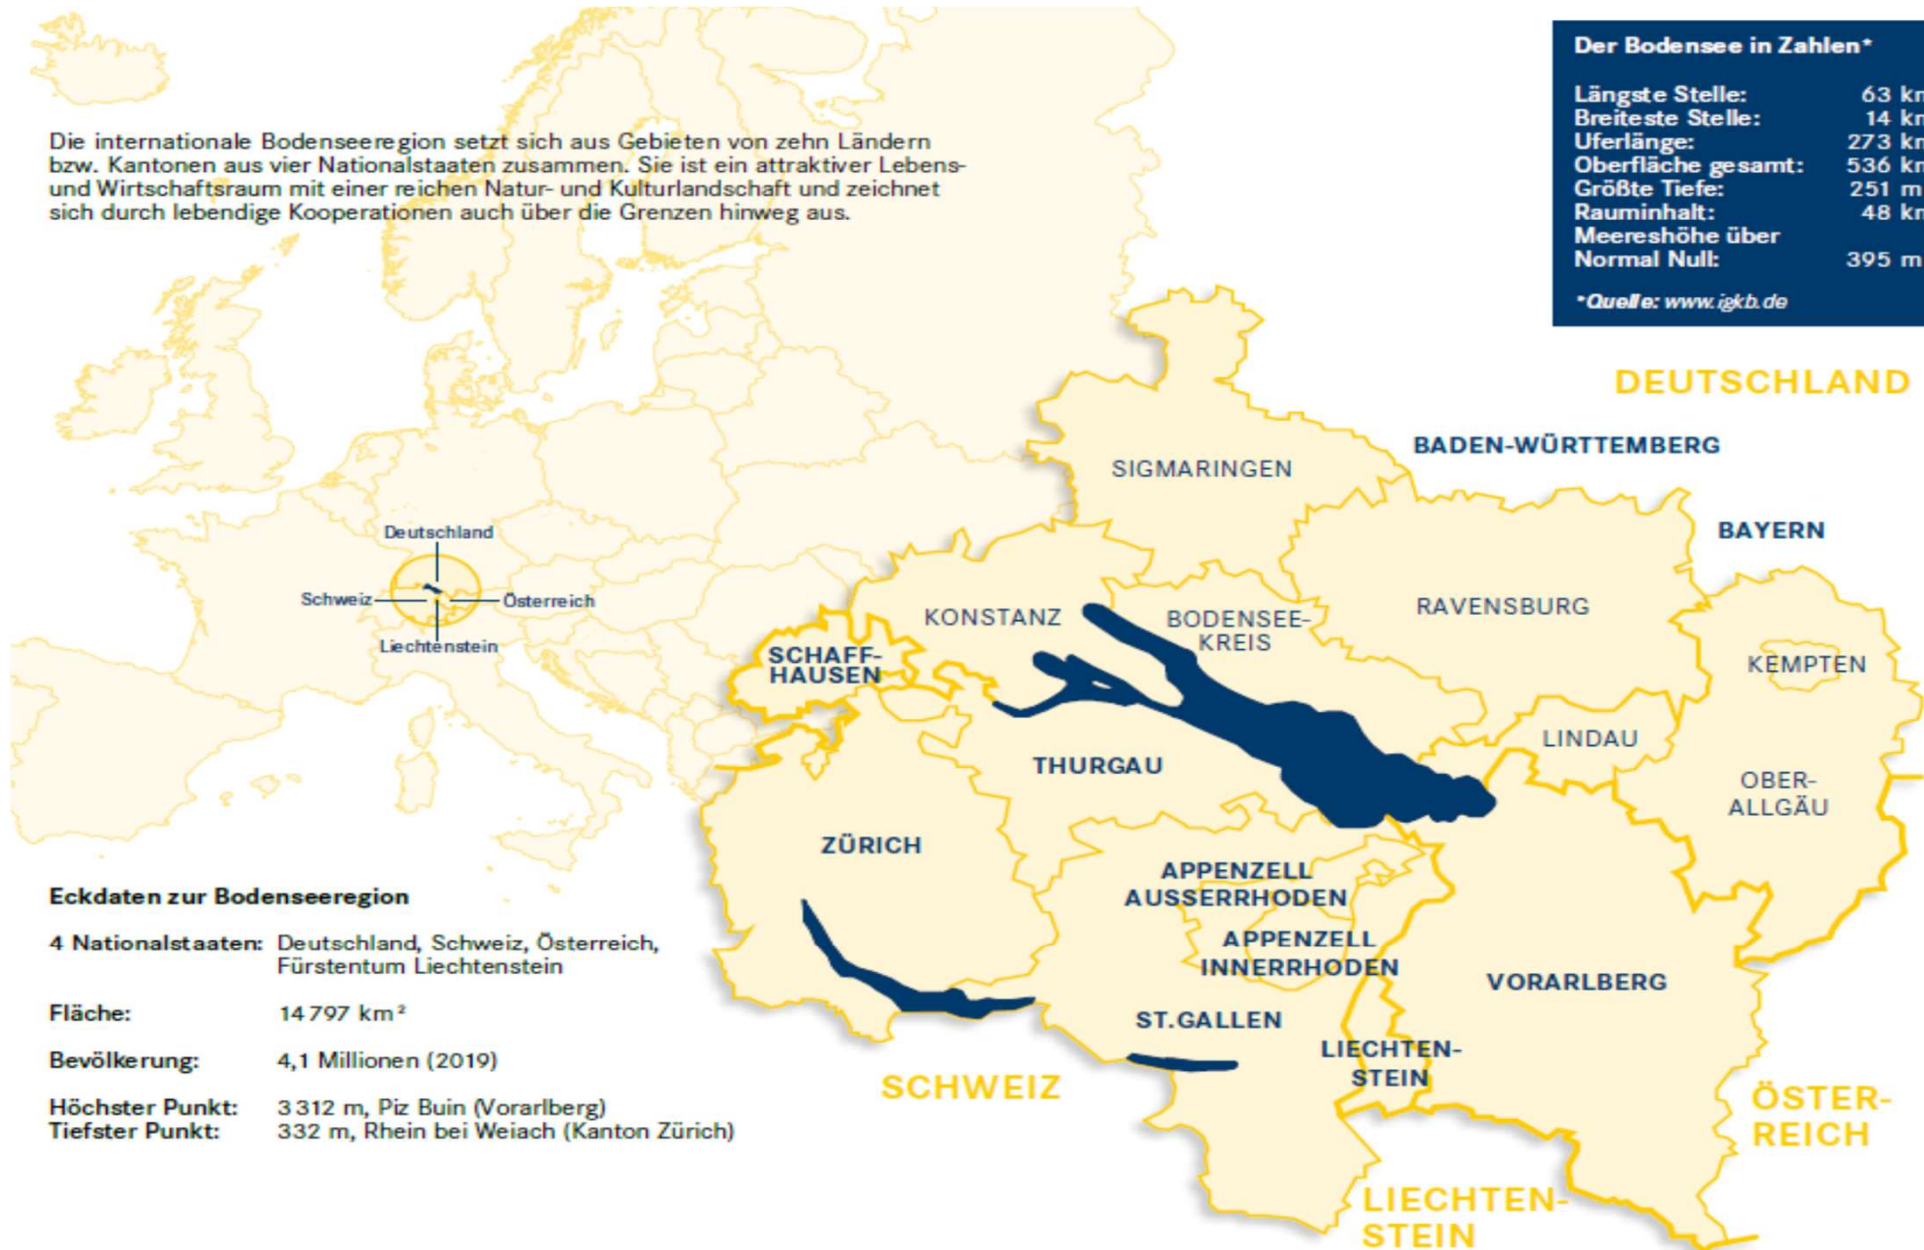 Der Bodensee in Zahlen*
Längste Stelle: 63 km
Breiteste Stelle: 14 km
Uferlänge: 273 km
Oberfläche gesamt: 536 km
Größte Tiefe: 251 m
Rauminhalt: 48 km
Meereshöhe über
Normal Null: 395 m
*Quelle: www.igkb.de
Die internationale Bodenseeregion setzt sich aus Gebieten von zehn Ländern
bzw. Kantonen aus vier Nationalstaaten zusammen. Sie ist ein attraktiver Lebens-
und Wirtschaftsraum mit einer reichen Natur- und Kulturlandschaft und zeichnet
sich durch lebendige Kooperationen auch über die Grenzen hinweg aus.
DEUTSCHLAND
BADEN-WÜRTTEMBERG
SIGMARINGEN
BAYERN
Deutschland
Schweiz
Österreich
Liechtenstein
KONSTANZ
BODENSEE-
KREIS
RAVENSBURG
SCHAFF-
HAUSEN
KEMPTEN
LINDAU
THURGAU
OBER-
ALLGÄU
ZÜRICH
APPENZELL
AUSSERRHODEN
APPENZELL
INNERRHODEN
VORARLBERG
ST.GALLEN
LIECHTEN-
STEIN
SCHWEIZ
ÖSTER-
REICH
LIECHTEN-
STEIN
Eckdaten zur Bodenseeregion
4 Nationalstaaten: Deutschland, Schweiz, Österreich,
Fürstentum Liechtenstein
Fläche: 14 797 km²
Bevölkerung: 4,1 Millionen (2019)
Höchster Punkt: 3 312 m, Piz Buin (Vorarlberg)
Tiefster Punkt: 332 m, Rhein bei Weiach (Kanton Zürich)